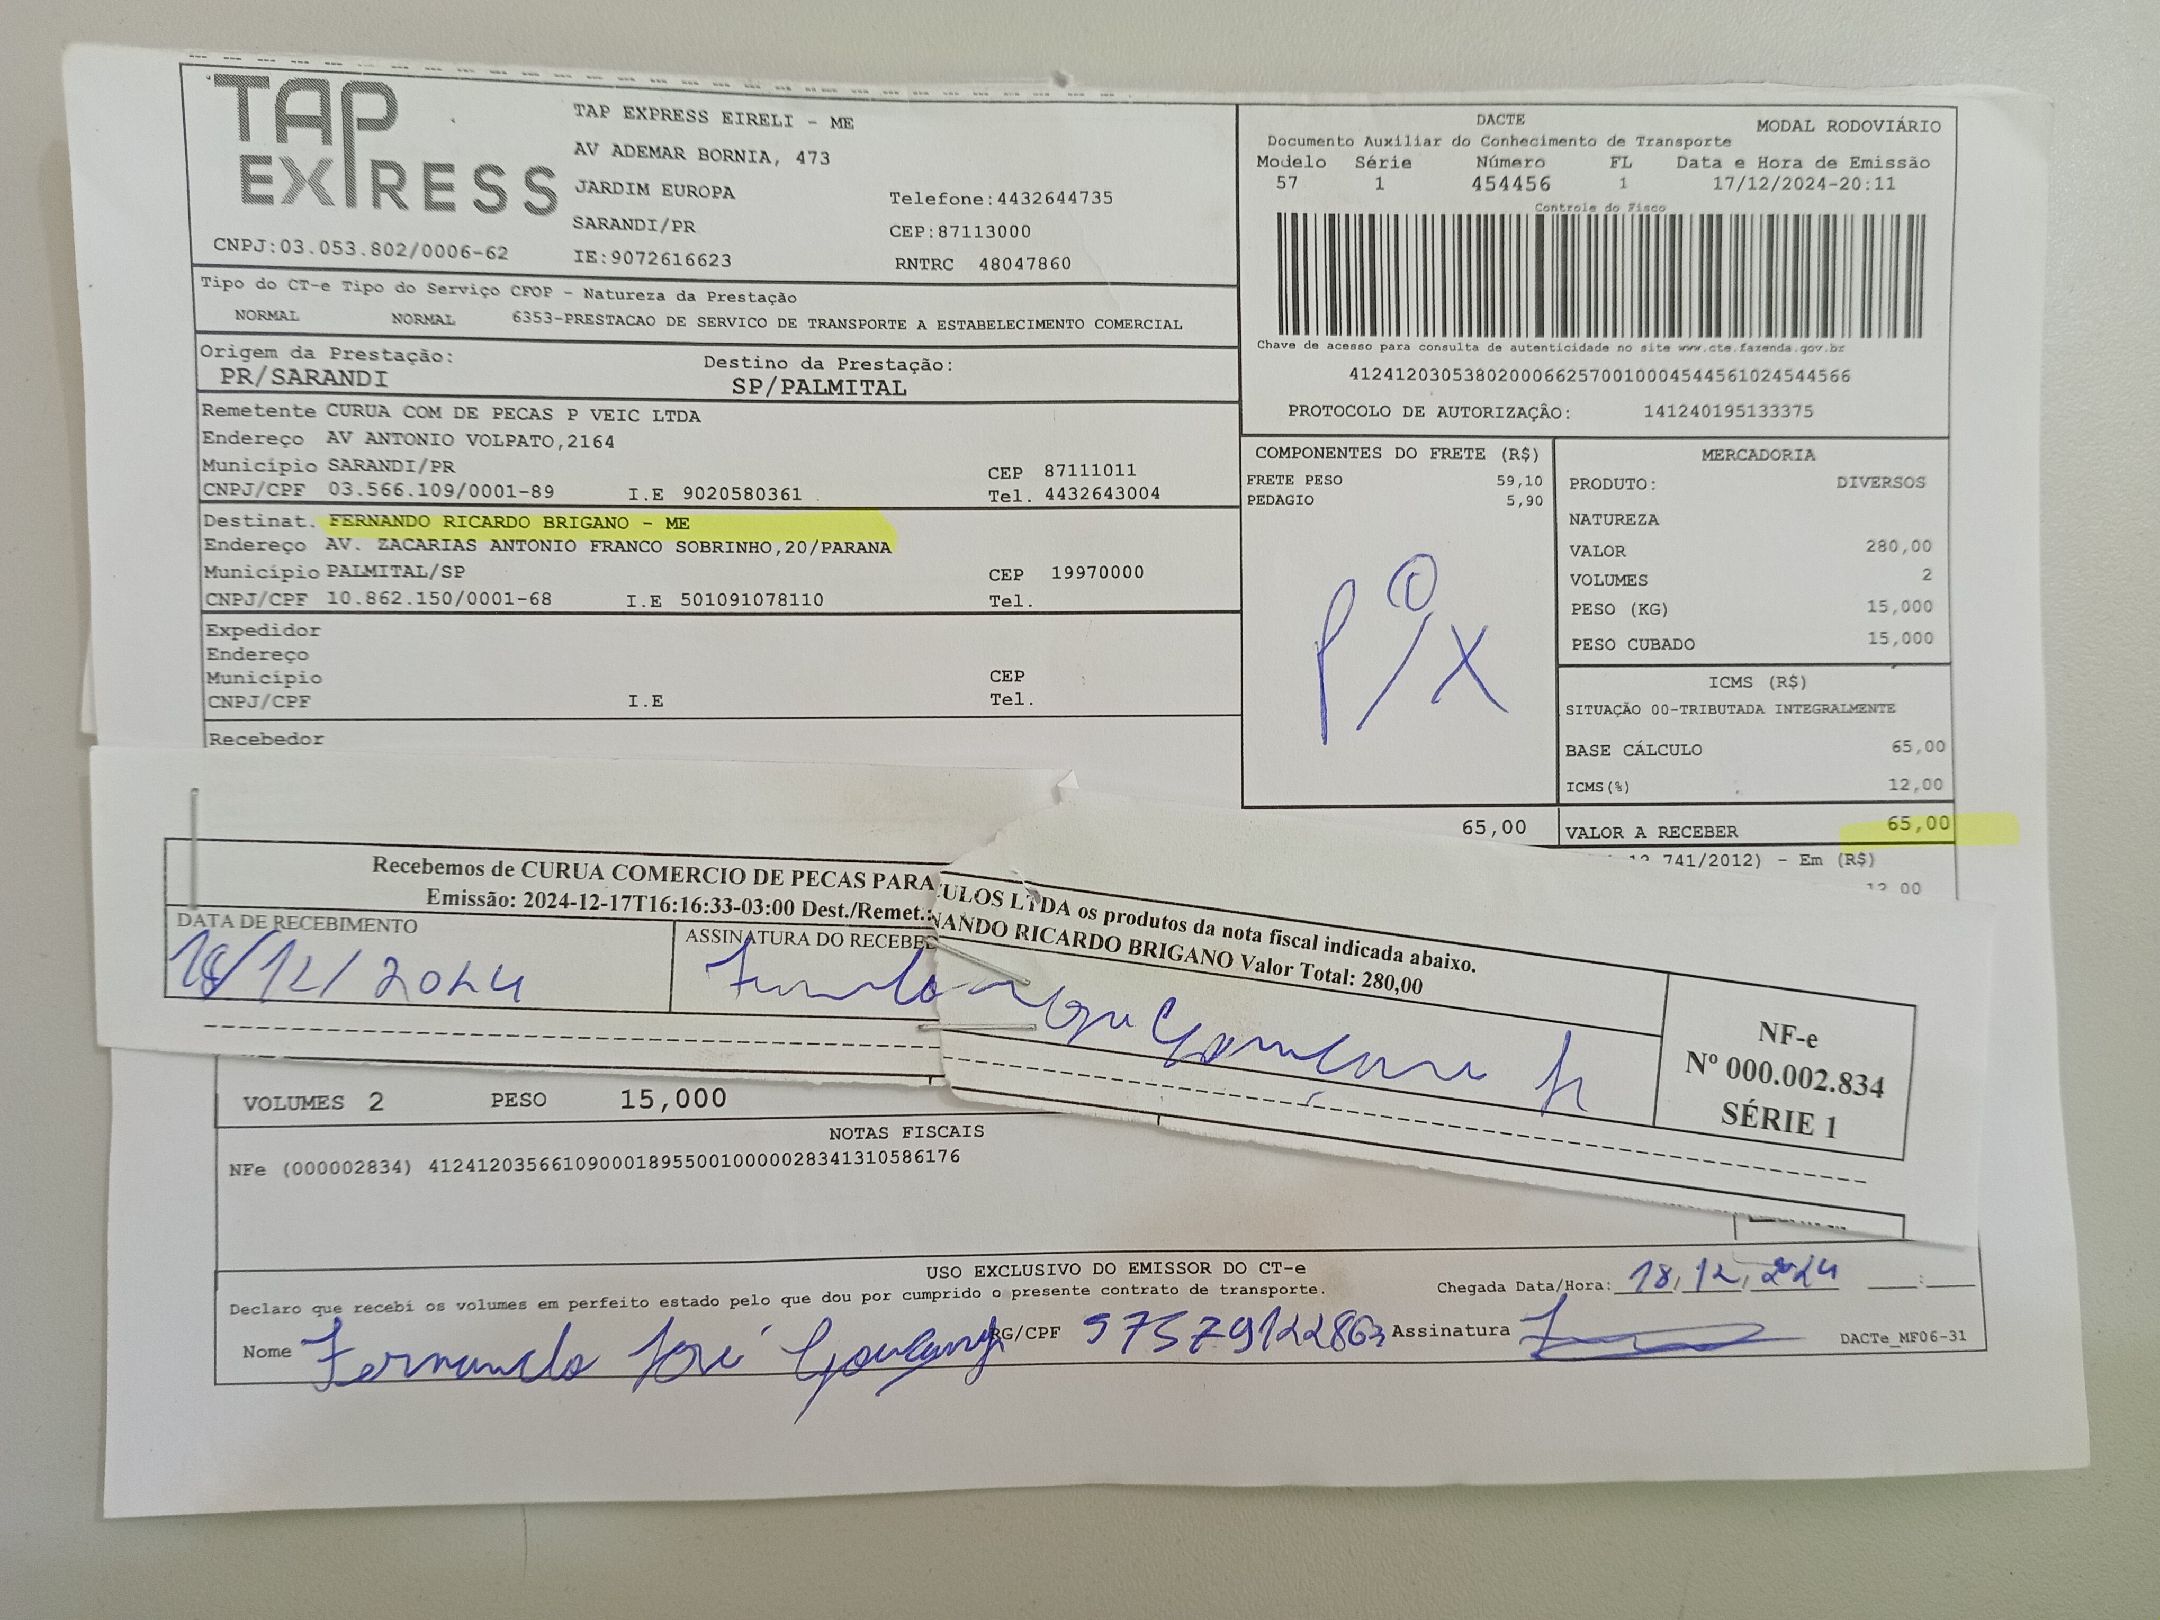 TAP EXPRESS
CNPJ:03.053.802/0006-62
TAP EXPRESS EIRELI - ME
AV ADEMAR BORNIA, 473
JARDIM EUROPA
SARANDI/PR
IE:9072616623
Telefone:4432644735
CEP:87113000
RNTRC 48047860
DACTE
MODAL RODOVIÁRIO
Documento Auxiliar do Conhecimento de Transporte
Modelo Série Número FL Data e Hora de Emissão
57 1 454456 1 17/12/2024-20:11
Controle do Fisco
Chave de acesso para consulta de autenticidade no site www.cte.fazenda.gov.br
41241203053802000662570010004544561024544566
PROTOCOLO DE AUTORIZAÇÃO: 141240195133375
Tipo do CT-e Tipo do Serviço CFOP - Natureza da Prestação
NORMAL NORMAL 6353-PRESTACAO DE SERVICO DE TRANSPORTE A ESTABELECIMENTO COMERCIAL
Origem da Prestação: Destino da Prestação:
PR/SARANDI SP/PALMITAL
Remetente CURUA COM DE PECAS P VEIC LTDA
Endereço AV ANTONIO VOLPATO,2164
Município SARANDI/PR CEP 87111011
CNPJ/CPF 03.566.109/0001-89 I.E 9020580361 Tel. 4432643004
Destinat. FERNANDO RICARDO BRIGANO - ME
Endereço AV. ZACARIAS ANTONIO FRANCO SOBRINHO,20/PARANA
Município PALMITAL/SP CEP 19970000
CNPJ/CPF 10.862.150/0001-68 I.E 501091078110 Tel.
Expedidor
Endereço
Município CEP
CNPJ/CPF I.E Tel.
Recebedor
COMPONENTES DO FRETE (R$)
FRETE PESO 59,10
PEDAGIO 5,90
PiX
65,00
MERCADORIA
PRODUTO: DIVERSOS
NATUREZA
VALOR 280,00
VOLUMES 2
PESO (KG) 15,000
PESO CUBADO 15,000
ICMS (R$)
SITUAÇÃO 00-TRIBUTADA INTEGRALMENTE
BASE CÁLCULO 65,00
ICMS(%) 12,00
VALOR A RECEBER 65,00
741/2012) - Em (R$)
Recebemos de CURUA COMERCIO DE PECAS PARA ULOS LTDA os produtos da nota fiscal indicada abaixo.
Emissão: 2024-12-17T16:16:33-03:00 Dest./Remet.: NANDO RICARDO BRIGANO Valor Total: 280,00
DATA DE RECEBIMENTO
18/12/2024
ASSINATURA DO RECEBE
NF-e
Nº 000.002.834
SÉRIE 1
VOLUMES 2 PESO 15,000
NOTAS FISCAIS
NFe (000002834) 41241203566109000189550010000028341310586176
USO EXCLUSIVO DO EMISSOR DO CT-e
Declaro que recebi os volumes em perfeito estado pelo que dou por cumprido o presente contrato de transporte.
Chegada Data/Hora: 18,12,2024 :
Nome Fernando José RG/CPF 97579122863 Assinatura
DACTe_MF06-31